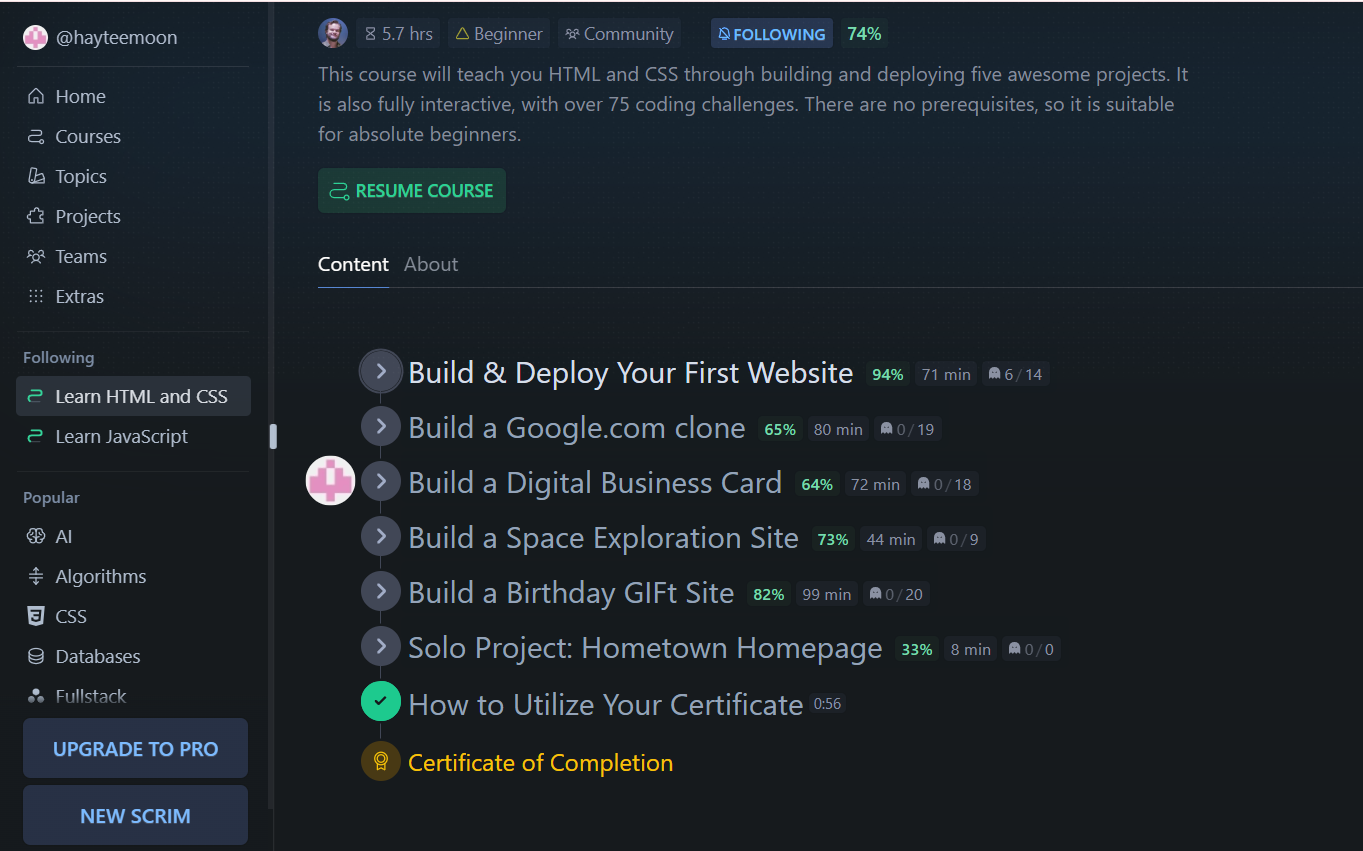 @hayteemoon
Home
Courses
Topics
Projects
Teams
Extras
Following
Learn HTML and CSS
Learn JavaScript
Popular
AI
Algorithms
CSS
Databases
Fullstack
UPGRADE TO PRO
NEW SCRIM
5.7 hrs Beginner Community FOLLOWING 74%
This course will teach you HTML and CSS through building and deploying five awesome projects. It
is also fully interactive, with over 75 coding challenges. There are no prerequisites, so it is suitable
for absolute beginners.
RESUME COURSE
Content About
Build & Deploy Your First Website 94% 71 min 6 / 14
Build a Google.com clone 65% 80 min 0 / 19
Build a Digital Business Card 64% 72 min 0 / 18
Build a Space Exploration Site 73% 44 min 0 / 9
Build a Birthday GIFt Site 82% 99 min 0 / 20
Solo Project: Hometown Homepage 33% 8 min 0 / 0
How to Utilize Your Certificate 0:56
Certificate of Completion